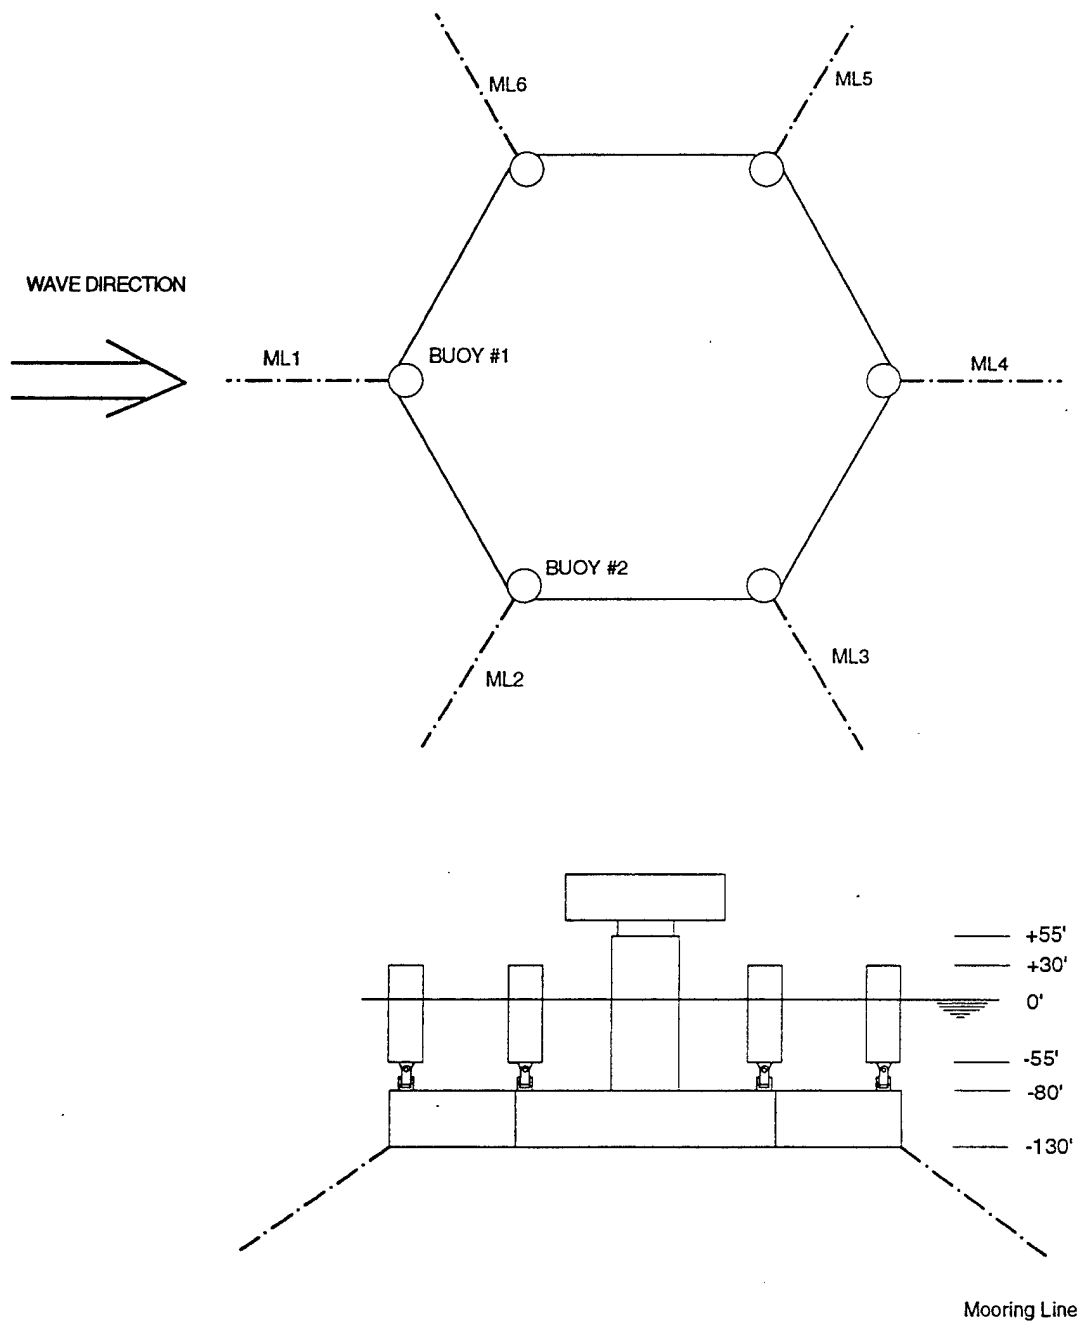 ML6
ML5
WAVE DIRECTION
ML1
BUOY #1
ML4
BUOY #2
ML3
ML2
+55'
+30'
0'
-55'
-80'
-130'
Mooring Line